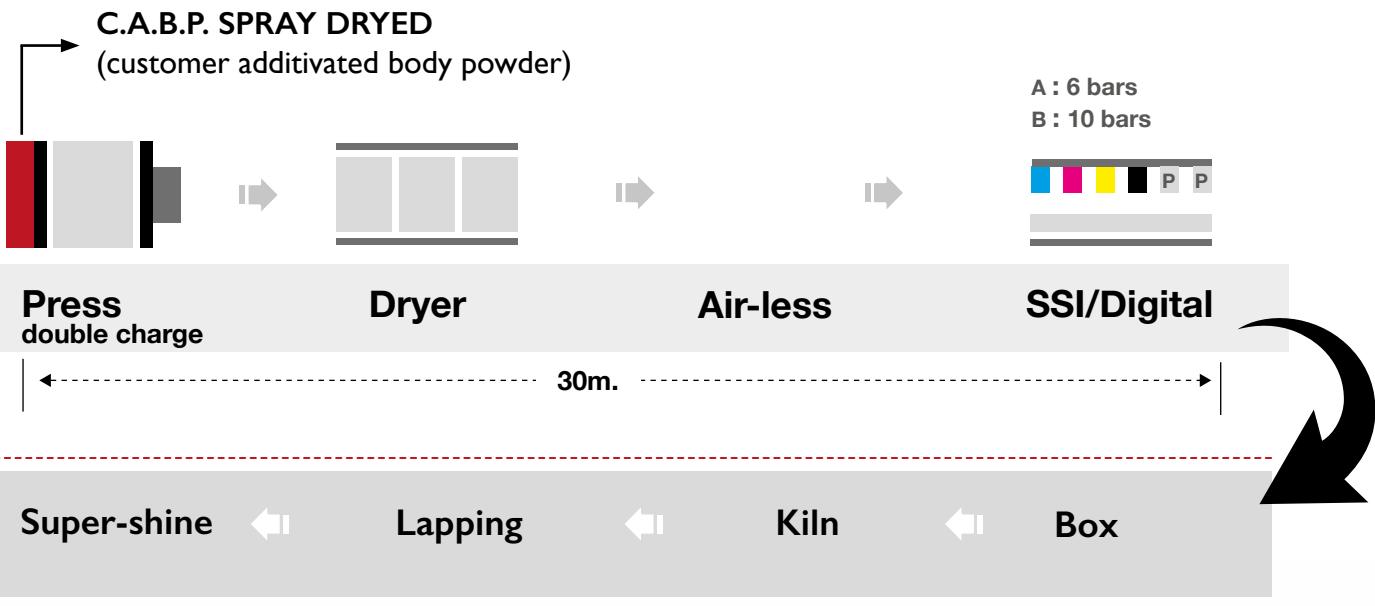 C.A.B.P. SPRAY DRYED
(customer additivated body powder)
A : 6 bars
B : 10 bars
P P
Press
double charge
Dryer
Air-less
SSI/Digital
30m.
Super-shine
Lapping
Kiln
Box